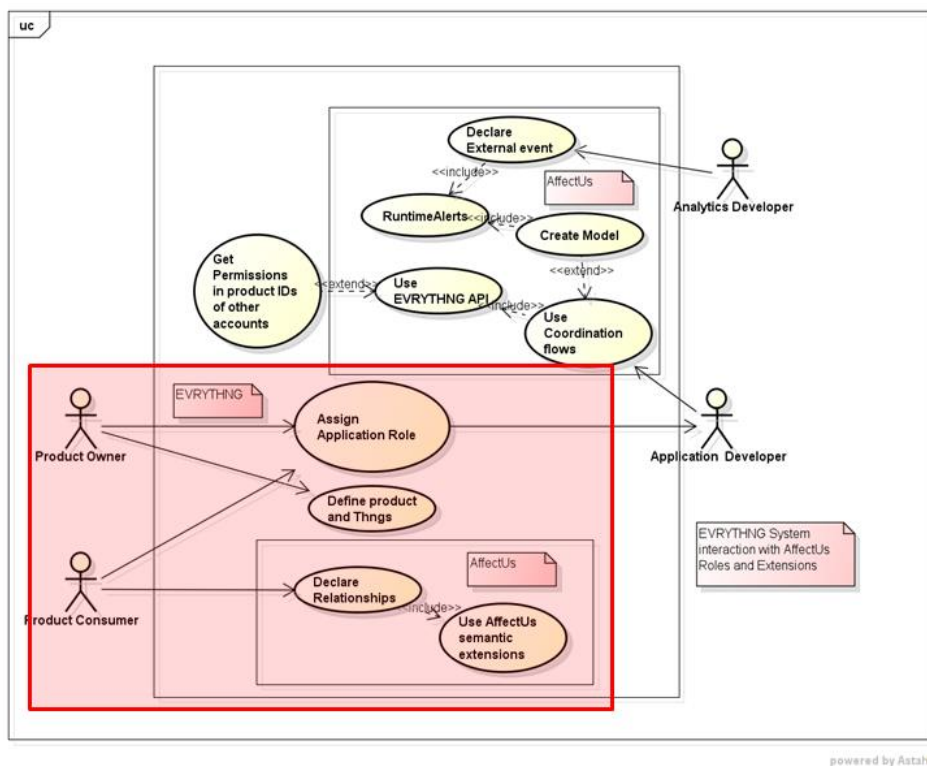 uc
Declare
External event
<<include>>
AffectUs
Analytics Developer
RuntimeAlerts
<<include>>
Create Model
Get
Permissions
in product IDs
of other
accounts
<<extend>>
<<extend>>
Use
EVRYTHNG API
<<include>>
Use
Coordination
flows
EVRYTHNG
Assign
Application Role
Product Owner
Application Developer
Define product
and Thngs
EVRYTHNG System
interaction with AffectUs
Roles and Extensions
AffectUs
Declare
Relationships
<<include>>
Product Consumer
Use AffectUs
semantic
extensions
powered by Astah